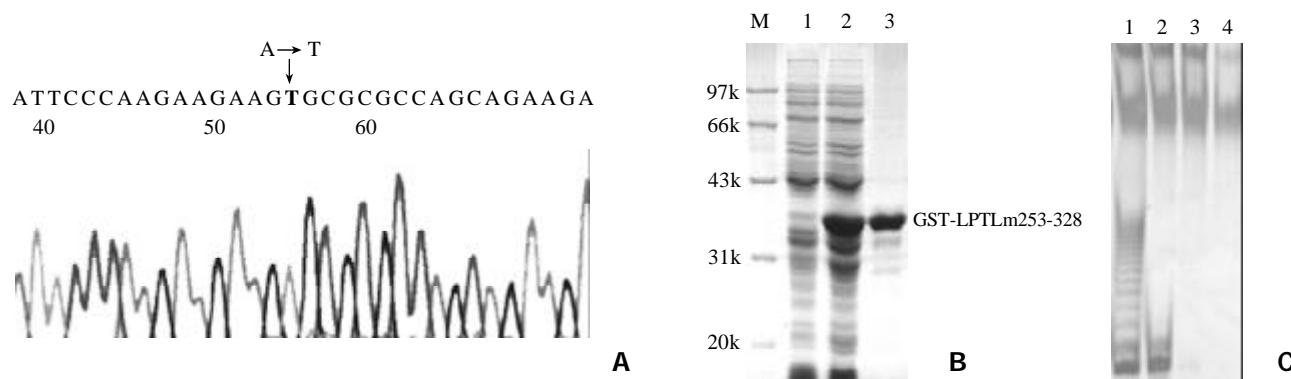 A → T
ATTCCCAAGAAGAAGTGCGCGCCAGCAGAAGA
40 50 60
A
M 1 2 3
97k
66k
43k
GST-LPTLm253-328
31k
20k
B
1 2 3 4
C